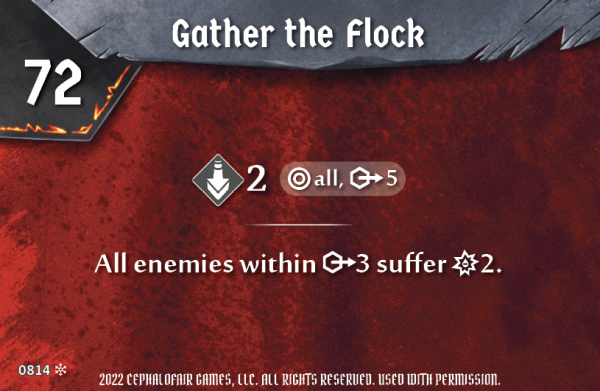 Gather the Flock
72
2 all, 5
All enemies within 3 suffer 2.
0814
2022 CEPHALOFAIR GAMES, LLC. ALL RIGHTS RESERVED. USED WITH PERMISSION.